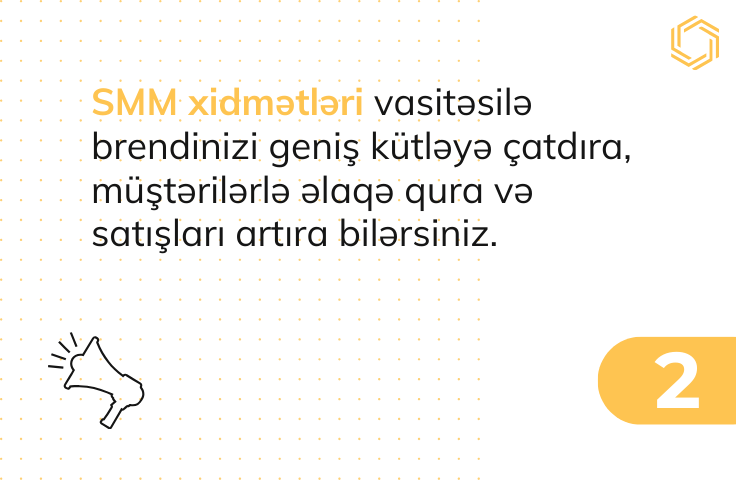 SMM xidmətləri vasitəsilə
brendinizi geniş kütləyə çatdıra,
müştərilərlə əlaqə qura və
satışları artıra bilərsiniz.
2